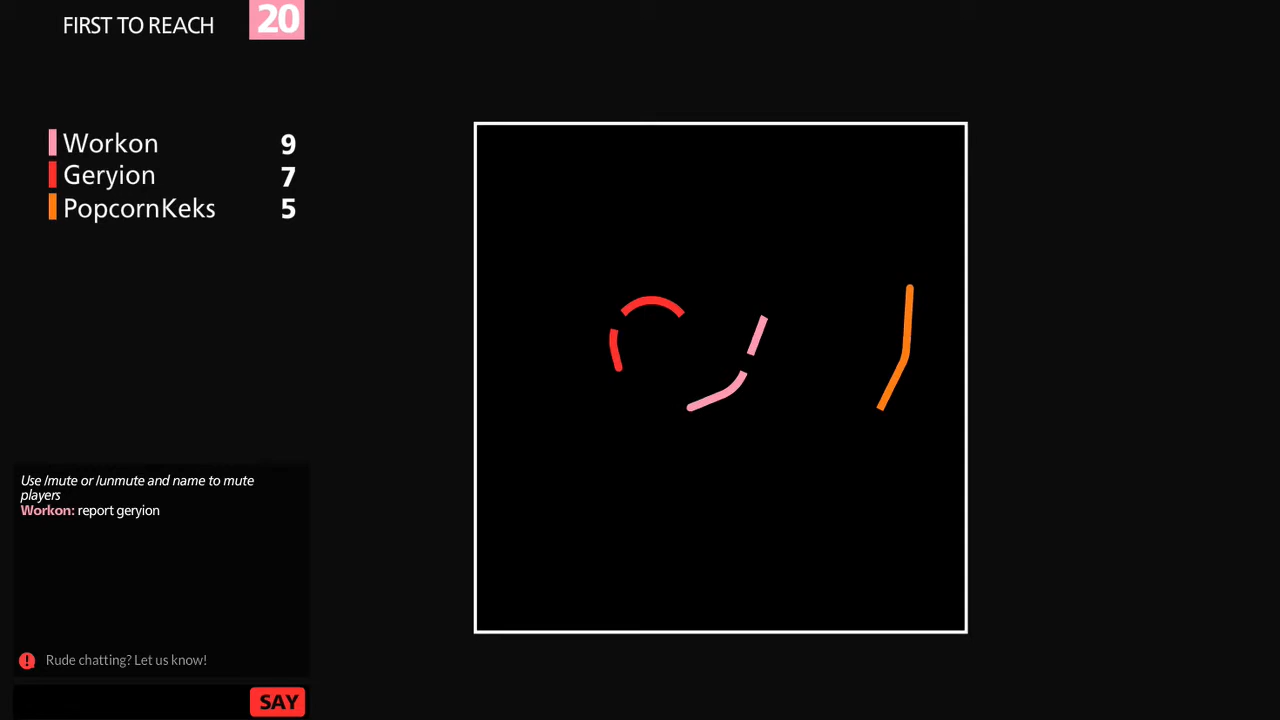 FIRST TO REACH 20
Workon 9
Geryion 7
PopcornKeks 5
Use /mute or /unmute and name to mute
players
Workon: report geryion
! Rude chatting? Let us know!
SAY